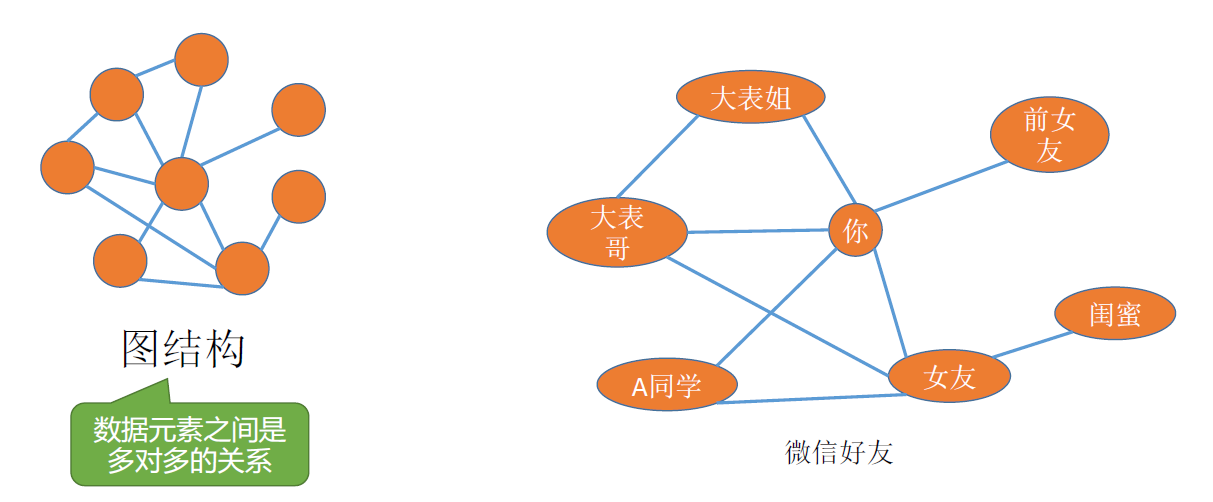 大表姐
前女
友
大表
哥
你
闺蜜
A同学
女友
图结构
数据元素之间是
多对多的关系
微信好友